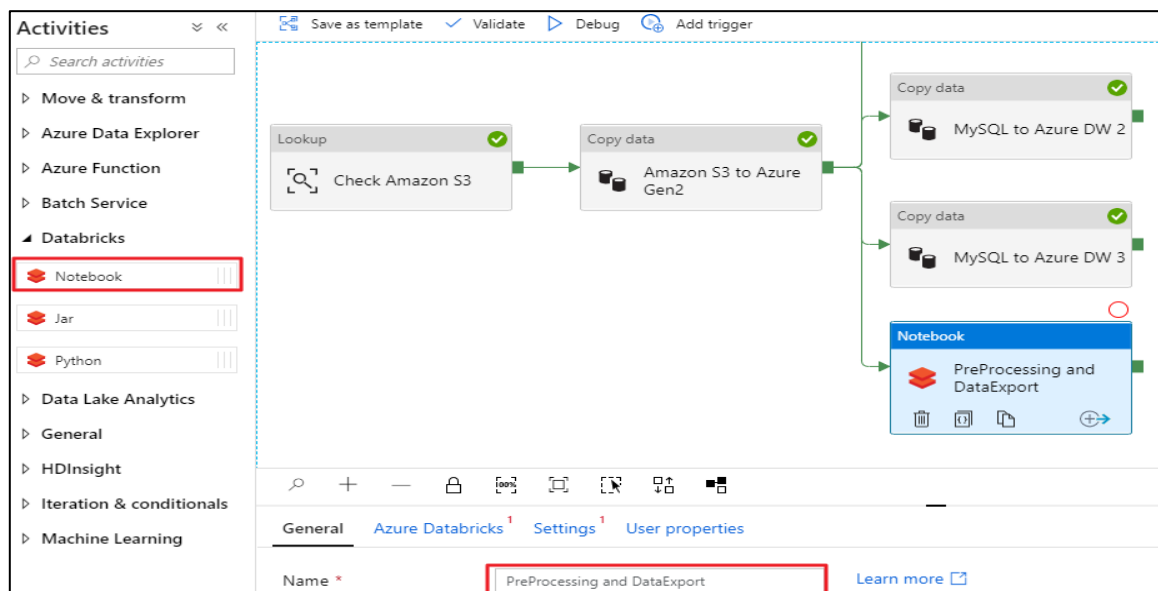 Activities
Search activities
Move & transform
Azure Data Explorer
Azure Function
Batch Service
Databricks
Notebook
Jar
Python
Data Lake Analytics
General
HDInsight
Iteration & conditionals
Machine Learning
Save as template Validate Debug Add trigger
Lookup
Check Amazon S3
Copy data
Amazon S3 to Azure
Gen2
Copy data
MySQL to Azure DW 2
Copy data
MySQL to Azure DW 3
Notebook
PreProcessing and
DataExport
100%
General Azure Databricks 1 Settings 1 User properties
Name * PreProcessing and DataExport Learn more